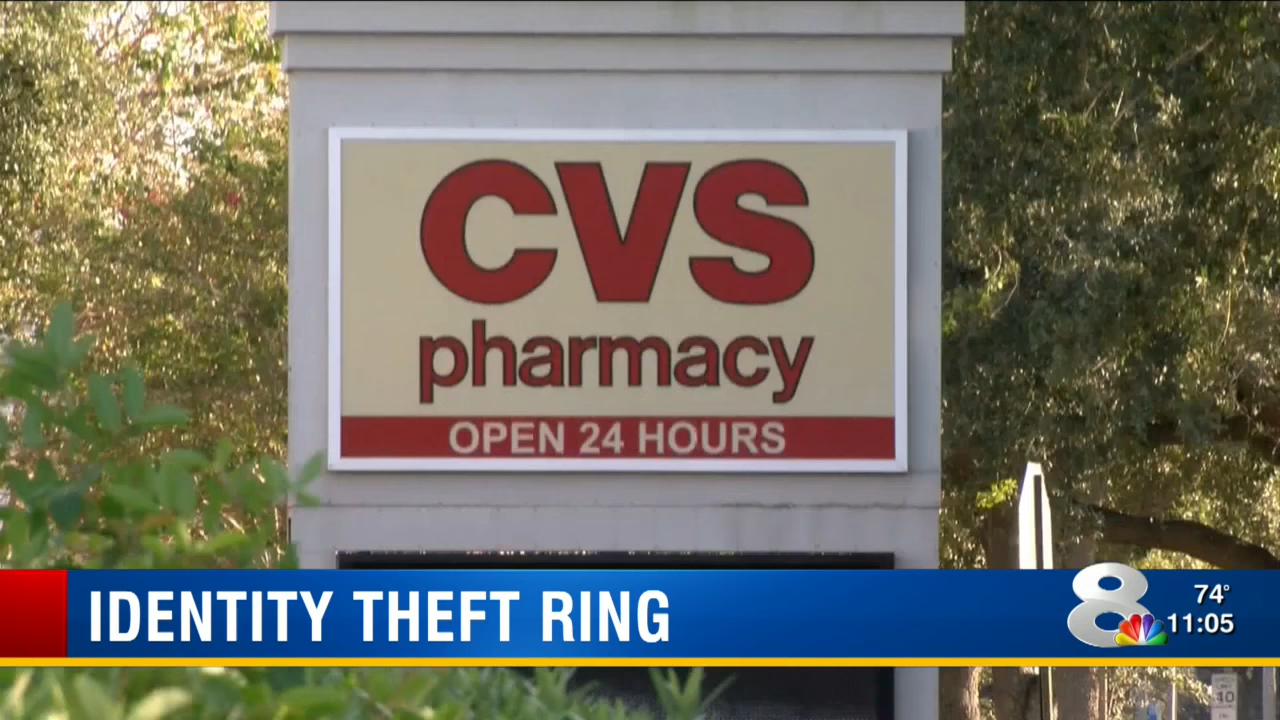 CVS
pharmacy
OPEN 24 HOURS
IDENTITY THEFT RING
8
74°
11:05